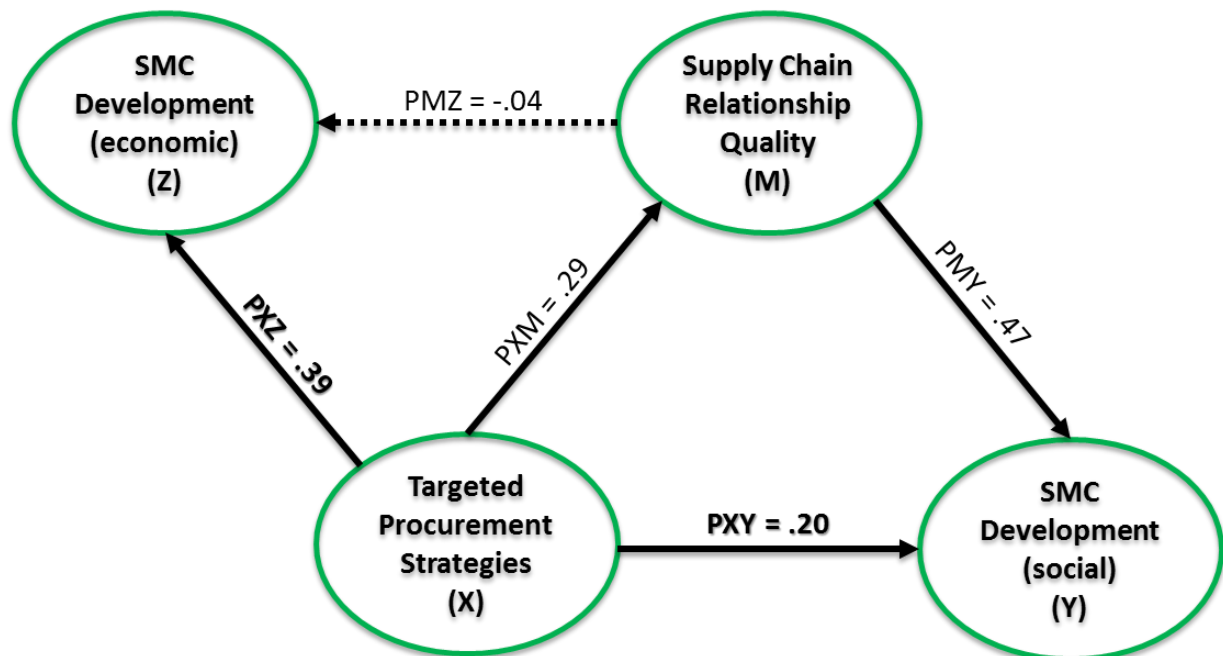 SMC
Development
(economic)
(Z)
PMZ = -.04
Supply Chain
Relationship
Quality
(M)
PXZ = .39
PXM = .29
PMY = .47
Targeted
Procurement
Strategies
(X)
PXY = .20
SMC
Development
(social)
(Y)